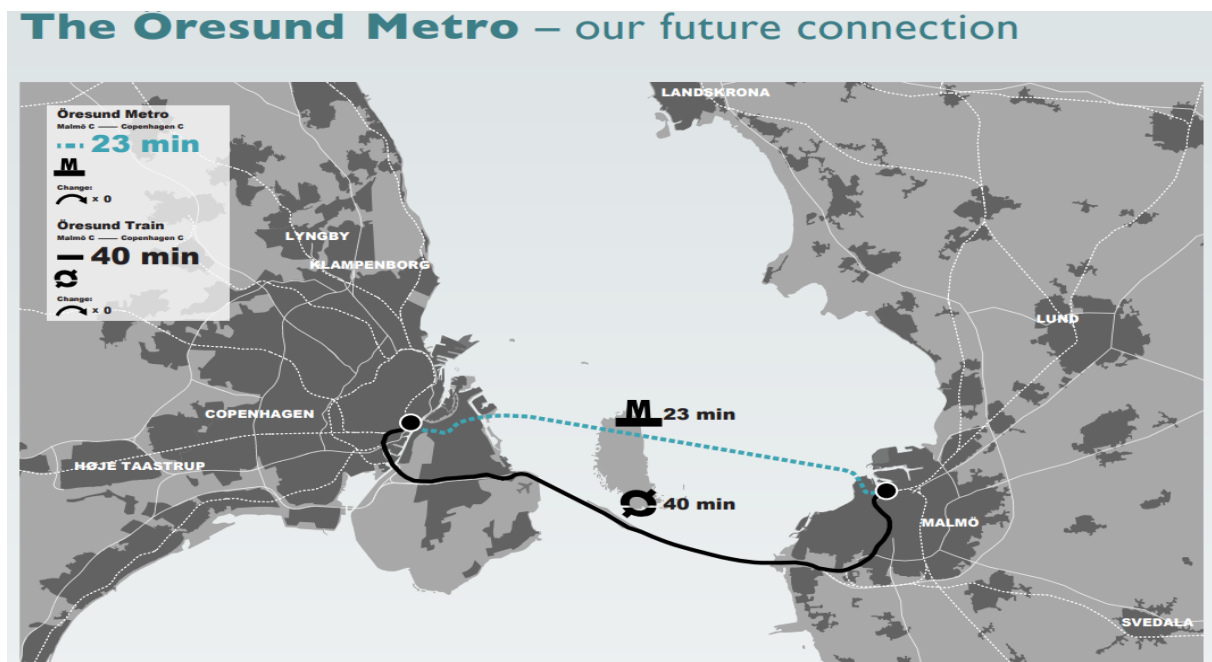 The Öresund Metro – our future connection
Öresund Metro
Malmö C —— Copenhagen C
23 min
M
Change:
x 0
Öresund Train
Malmö C —— Copenhagen C
40 min
Change:
x 0
LANDSKRONA
LYNGBY
KLAMPENBORG
LUND
COPENHAGEN
M 23 min
HØJE TAASTRUP
40 min
MALMÖ
SVEDALA